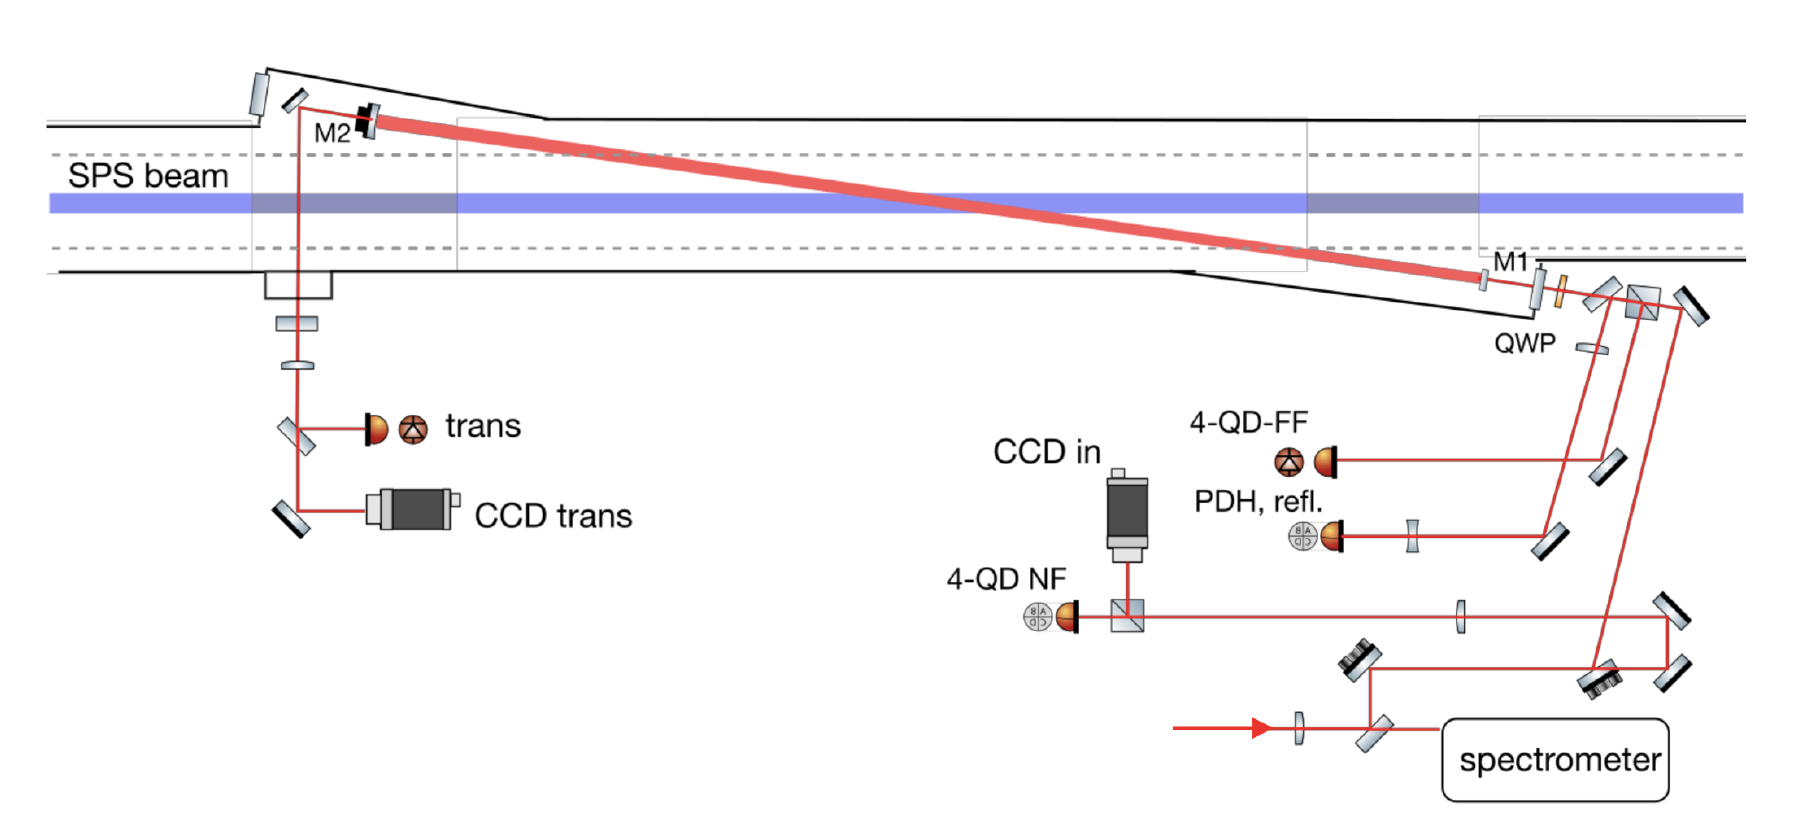 M2
SPS beam
M1
QWP
4-QD-FF
trans
CCD in
PDH, refl.
CCD trans
4-QD NF
spectrometer